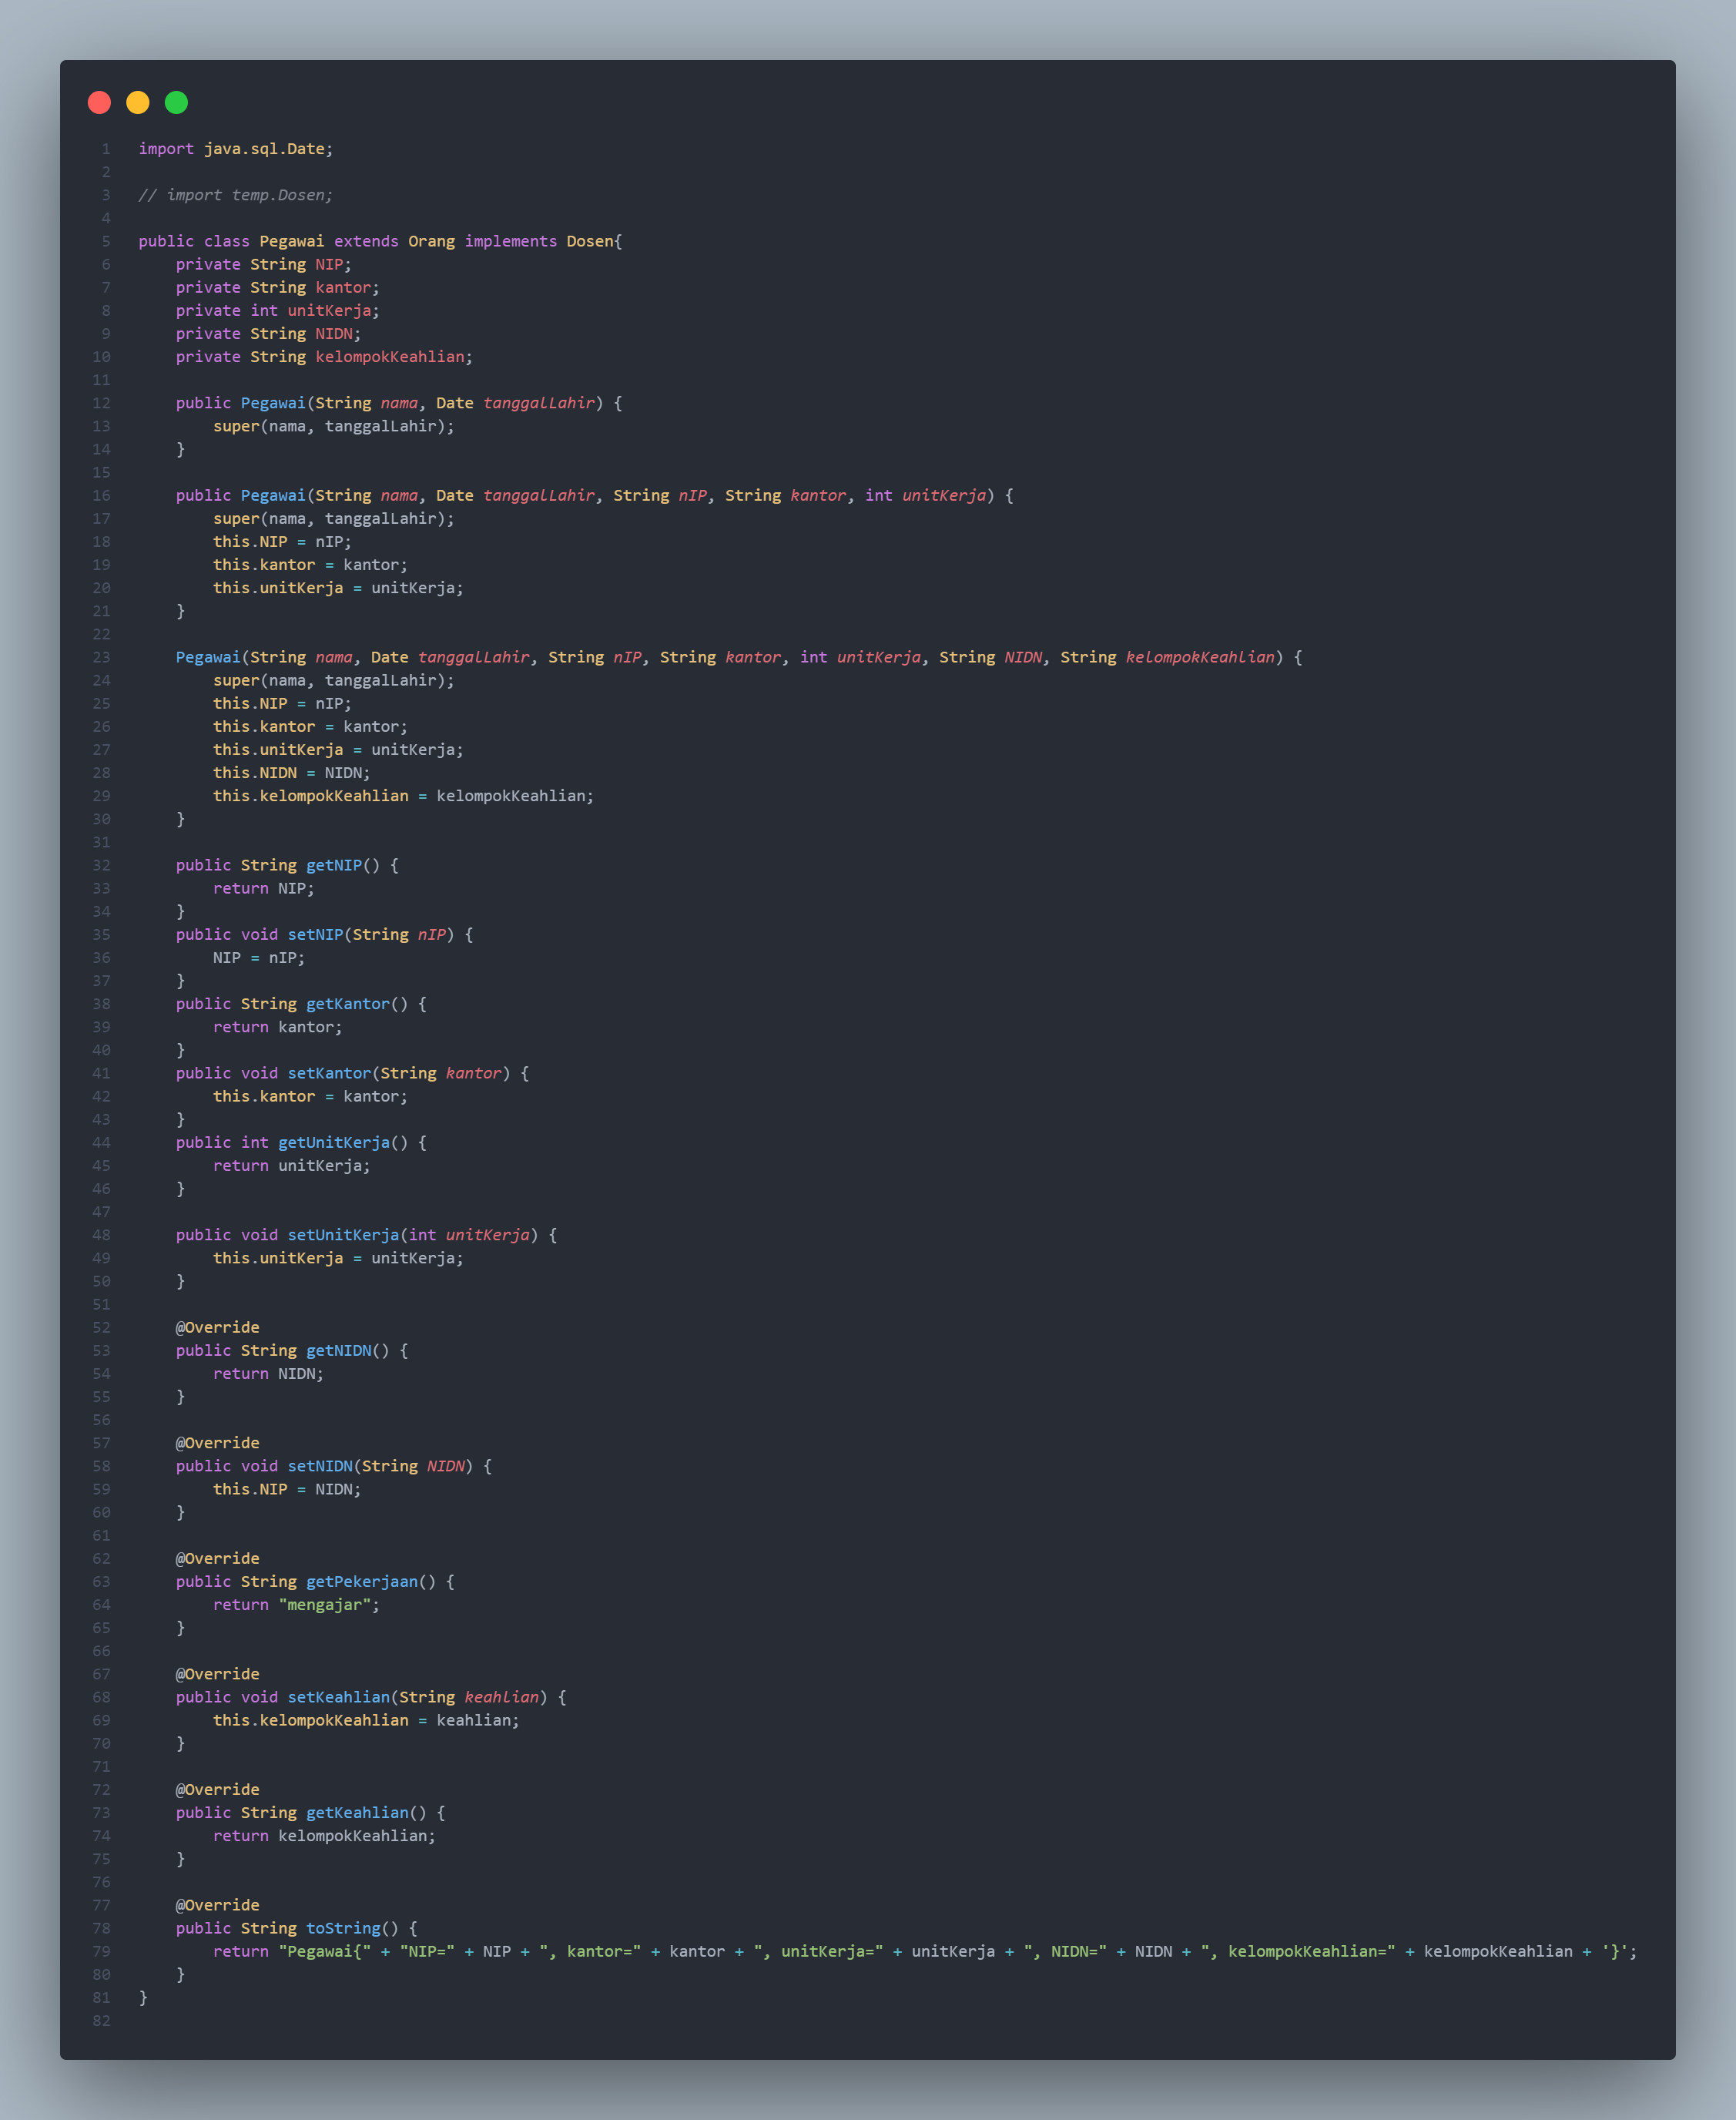 1 import java.sql.Date;
2
3 // import temp.Dosen;
4
5 public class Pegawai extends Orang implements Dosen{
6     private String NIP;
7     private String kantor;
8     private int unitKerja;
9     private String NIDN;
10     private String kelompokKeahlian;
11
12     public Pegawai(String nama, Date tanggalLahir) {
13         super(nama, tanggalLahir);
14     }
15
16     public Pegawai(String nama, Date tanggalLahir, String nIP, String kantor, int unitKerja) {
17         super(nama, tanggalLahir);
18         this.NIP = nIP;
19         this.kantor = kantor;
20         this.unitKerja = unitKerja;
21     }
22
23     Pegawai(String nama, Date tanggalLahir, String nIP, String kantor, int unitKerja, String NIDN, String kelompokKeahlian) {
24         super(nama, tanggalLahir);
25         this.NIP = nIP;
26         this.kantor = kantor;
27         this.unitKerja = unitKerja;
28         this.NIDN = NIDN;
29         this.kelompokKeahlian = kelompokKeahlian;
30     }
31
32     public String getNIP() {
33         return NIP;
34     }
35     public void setNIP(String nIP) {
36         NIP = nIP;
37     }
38     public String getKantor() {
39         return kantor;
40     }
41     public void setKantor(String kantor) {
42         this.kantor = kantor;
43     }
44     public int getUnitKerja() {
45         return unitKerja;
46     }
47
48     public void setUnitKerja(int unitKerja) {
49         this.unitKerja = unitKerja;
50     }
51
52     @Override
53     public String getNIDN() {
54         return NIDN;
55     }
56
57     @Override
58     public void setNIDN(String NIDN) {
59         this.NIP = NIDN;
60     }
61
62     @Override
63     public String getPekerjaan() {
64         return "mengajar";
65     }
66
67     @Override
68     public void setKeahlian(String keahlian) {
69         this.kelompokKeahlian = keahlian;
70     }
71
72     @Override
73     public String getKeahlian() {
74         return kelompokKeahlian;
75     }
76
77     @Override
78     public String toString() {
79         return "Pegawai{" + "NIP=" + NIP + ", kantor=" + kantor + ", unitKerja=" + unitKerja + ", NIDN=" + NIDN + ", kelompokKeahlian=" + kelompokKeahlian + '}';
80     }
81 }
82